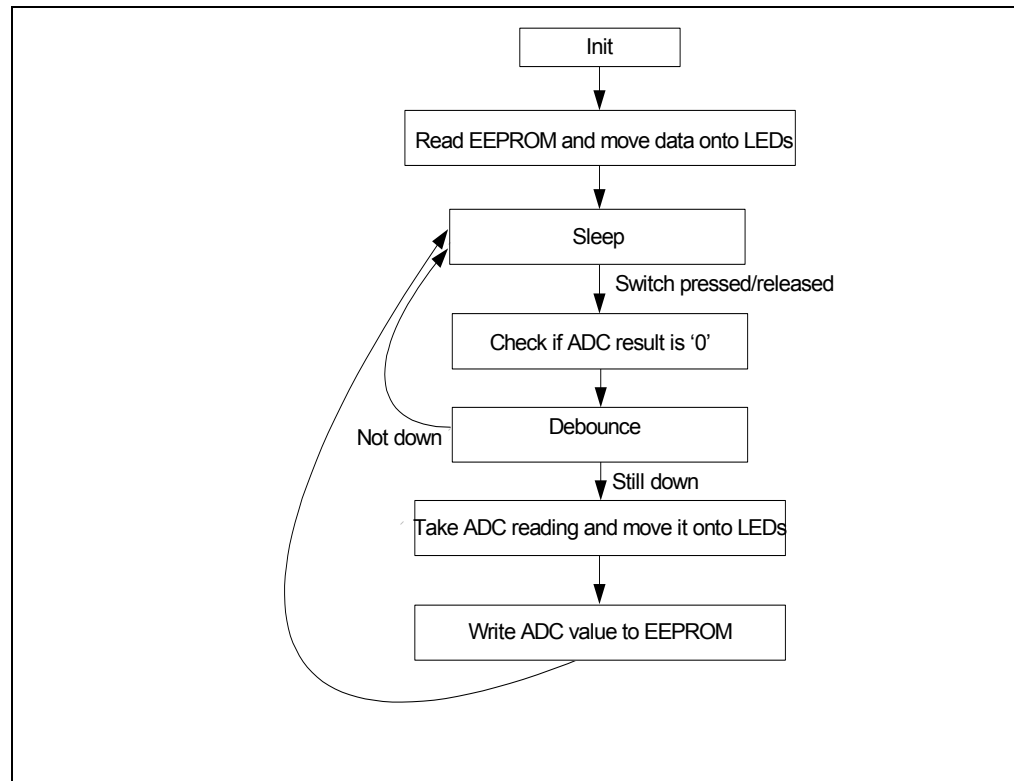 Init
Read EEPROM and move data onto LEDs
Sleep
Switch pressed/released
Check if ADC result is ‘0’
Debounce
Not down
Still down
Take ADC reading and move it onto LEDs
Write ADC value to EEPROM